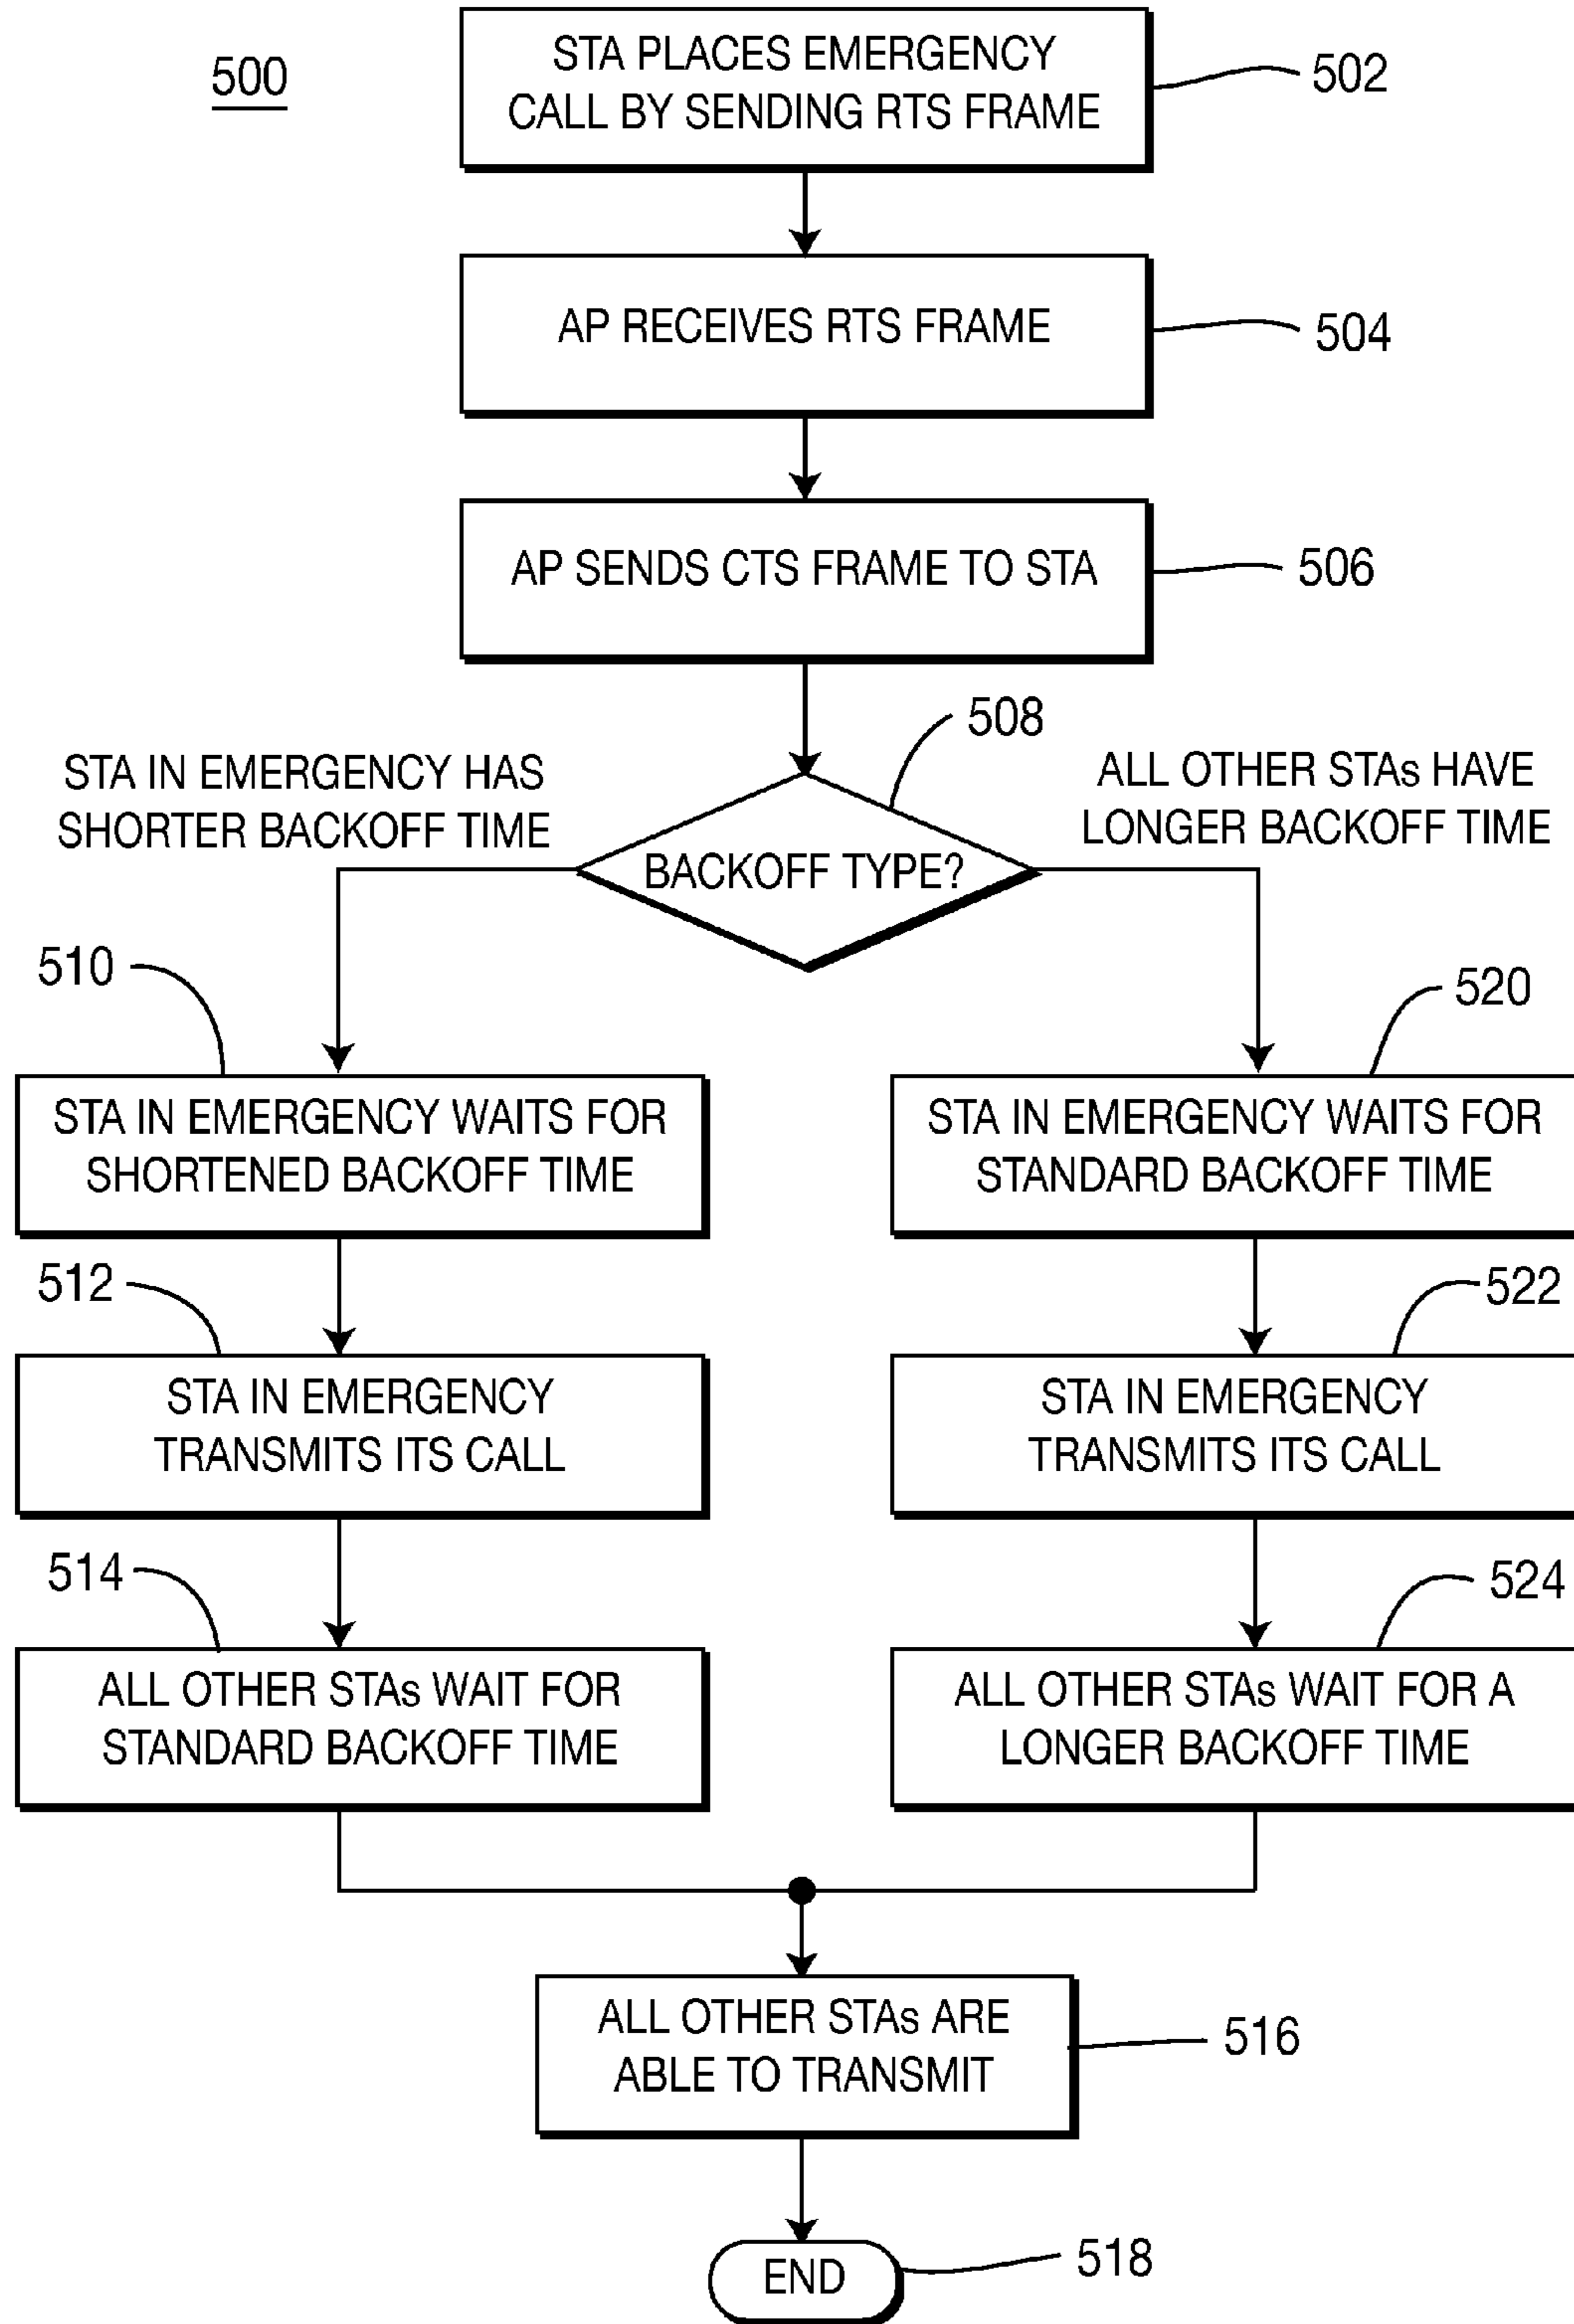 500
STA PLACES EMERGENCY
CALL BY SENDING RTS FRAME
502
AP RECEIVES RTS FRAME
504
AP SENDS CTS FRAME TO STA
506
508
STA IN EMERGENCY HAS
SHORTER BACKOFF TIME
ALL OTHER STAs HAVE
LONGER BACKOFF TIME
BACKOFF TYPE?
510
STA IN EMERGENCY WAITS FOR
SHORTENED BACKOFF TIME
520
STA IN EMERGENCY WAITS FOR
STANDARD BACKOFF TIME
512
STA IN EMERGENCY
TRANSMITS ITS CALL
522
STA IN EMERGENCY
TRANSMITS ITS CALL
514
ALL OTHER STAs WAIT FOR
STANDARD BACKOFF TIME
524
ALL OTHER STAs WAIT FOR A
LONGER BACKOFF TIME
ALL OTHER STAs ARE
ABLE TO TRANSMIT
516
END
518